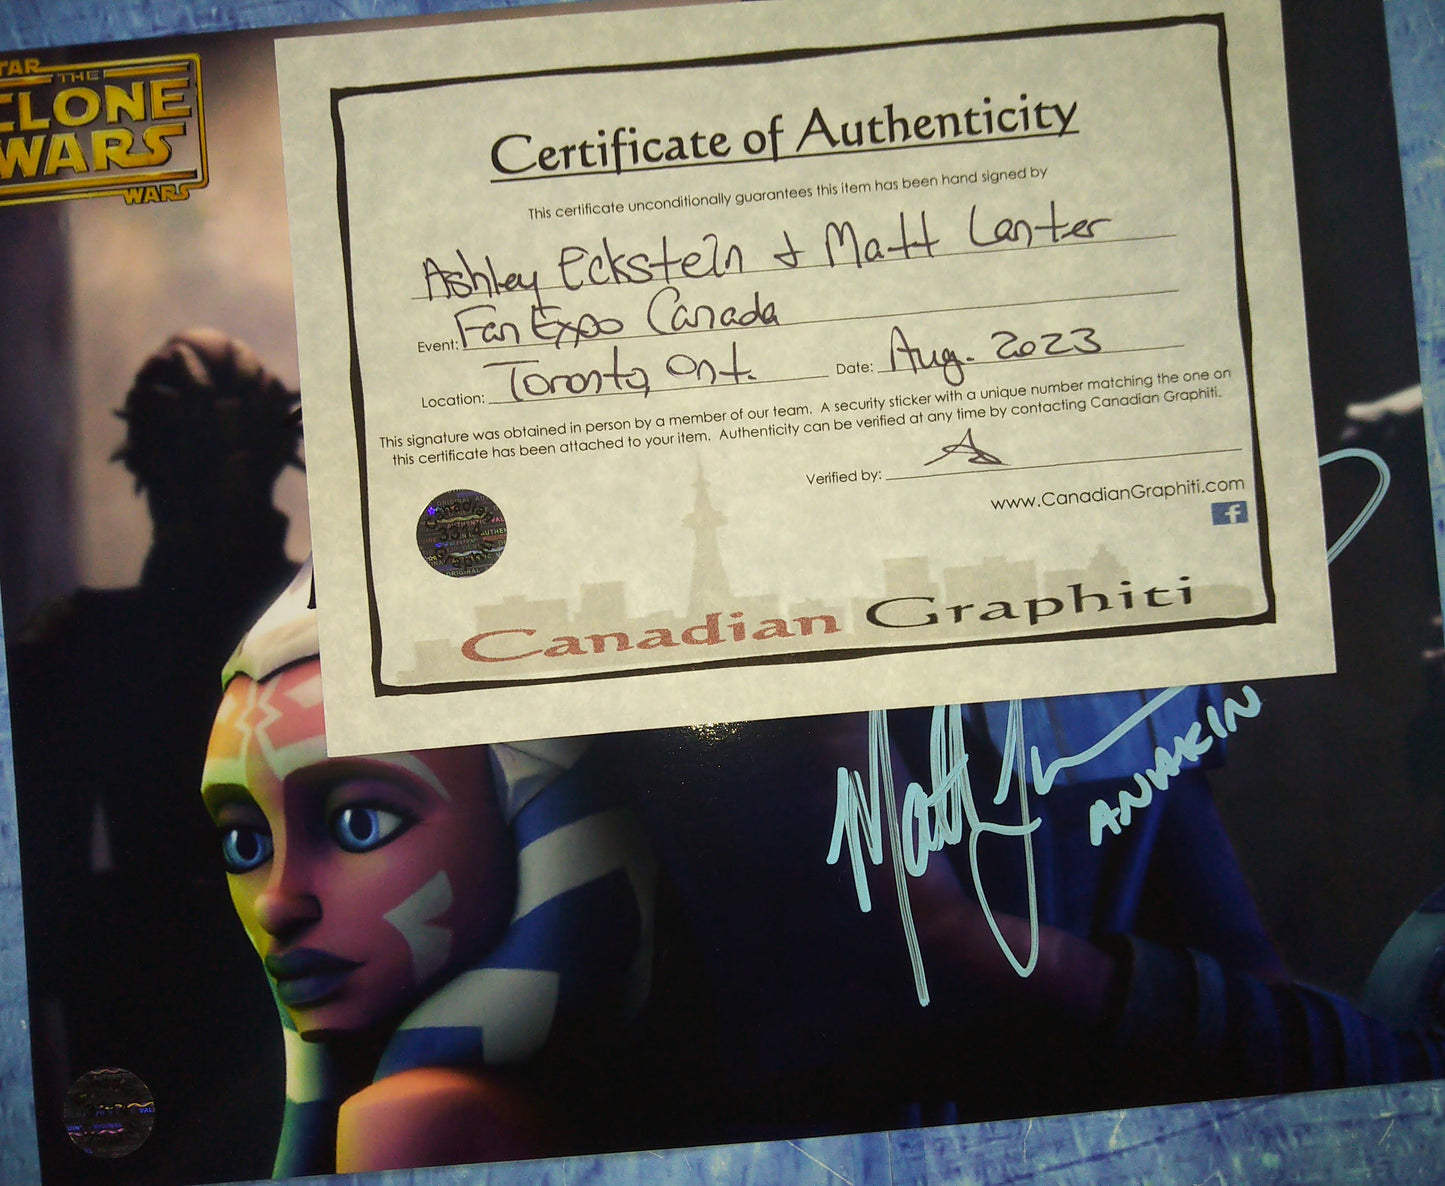 STAR
THE
CLONE
WARS
WARS
Certificate of Authenticity
This certificate unconditionally guarantees this item has been hand signed by
Ashley Eckstein & Matt Lanter
Event: Fan Expo Canada
Location: Toronto, Ont. Date: Aug. 2023
This signature was obtained in person by a member of our team. A security sticker with a unique number matching the one on
this certificate has been attached to your item. Authenticity can be verified at any time by contacting Canadian Graphiti.
Verified by:
www.CanadianGraphiti.com
f
Canadian Graphiti
Matt
ANAKIN